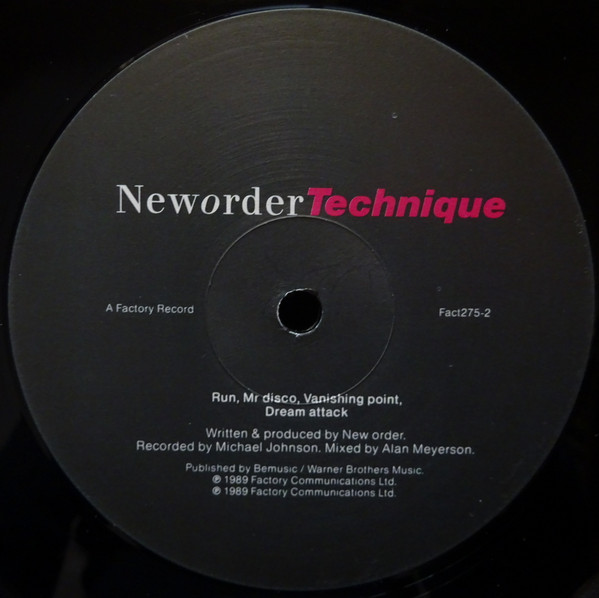 NeworderTechnique
A Factory Record
Fact275-2
Run, Mr disco, Vanishing point,
Dream attack
Written & produced by New order.
Recorded by Michael Johnson. Mixed by Alan Meyerson.
Published by Bemusic / Warner Brothers Music.
℗ 1989 Factory Communications Ltd.
℗ 1989 Factory Communications Ltd.